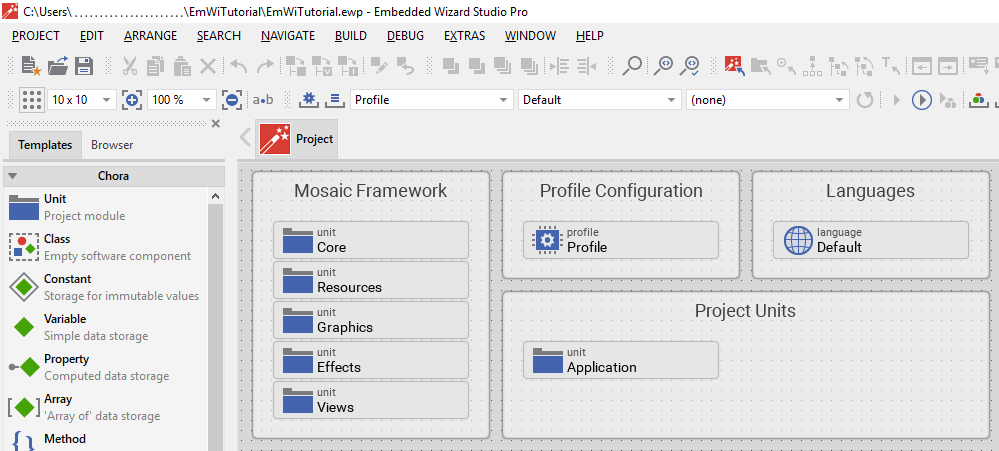 C:\Users\ . . . . . . . . . . . . . . . . . . . . . . \EmWiTutorial\EmWiTutorial.ewp - Embedded Wizard Studio Pro
PROJECT EDIT ARRANGE SEARCH NAVIGATE BUILD DEBUG EXTRAS WINDOW HELP
10 x 10 100 % a•b Profile Default (none)
Templates Browser
Project
Chora
Unit
Project module
Class
Empty software component
Constant
Storage for immutable values
Variable
Simple data storage
Property
Computed data storage
Array
'Array of' data storage
Method
Mosaic Framework
unit
Core
unit
Resources
unit
Graphics
unit
Effects
unit
Views
Profile Configuration
profile
Profile
Languages
language
Default
Project Units
unit
Application